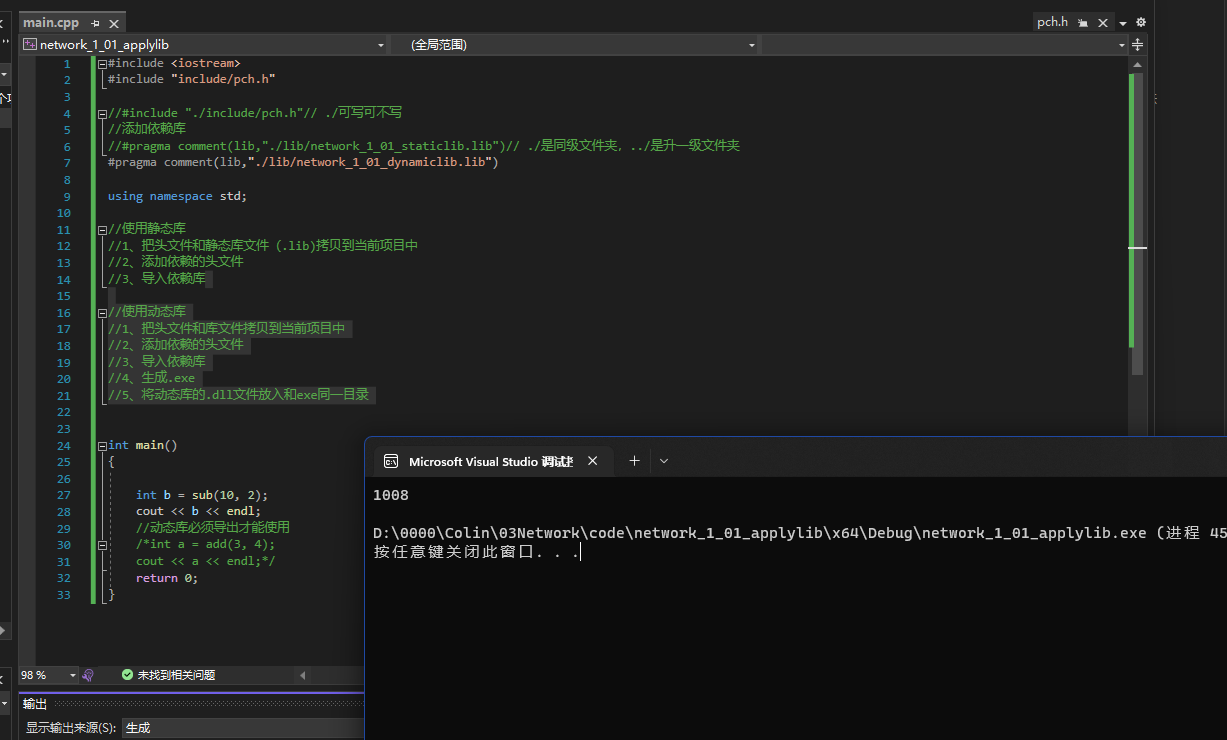 main.cpp
pch.h
network_1_01_applylib
(全局范围)
1 #include <iostream>
2 #include "include/pch.h"
3
4 //#include "./include/pch.h"// ./可写可不写
5 //添加依赖库
6 //#pragma comment(lib,"./lib/network_1_01_staticlib.lib")// ./是同级文件夹, ../是升一级文件夹
7 #pragma comment(lib,"./lib/network_1_01_dynamiclib.lib")
8
9 using namespace std;
10
11 //使用静态库
12 //1、把头文件和静态库文件 (.lib)拷贝到当前项目中
13 //2、添加依赖的头文件
14 //3、导入依赖库
15
16 //使用动态库
17 //1、把头文件和库文件拷贝到当前项目中
18 //2、添加依赖的头文件
19 //3、导入依赖库
20 //4、生成.exe
21 //5、将动态库的.dll文件放入和exe同一目录
22
23
24 int main()
25 {
26
27 int b = sub(10, 2);
28 cout << b << endl;
29 //动态库必须导出才能使用
30 /*int a = add(3, 4);
31 cout << a << endl;*/
32 return 0;
33 }
Microsoft Visual Studio 调试
1008
D:\0000\Colin\03Network\code\network_1_01_applylib\x64\Debug\network_1_01_applylib.exe (进程 45
按任意键关闭此窗口. . .
98 %
未找到相关问题
输出
显示输出来源(S): 生成